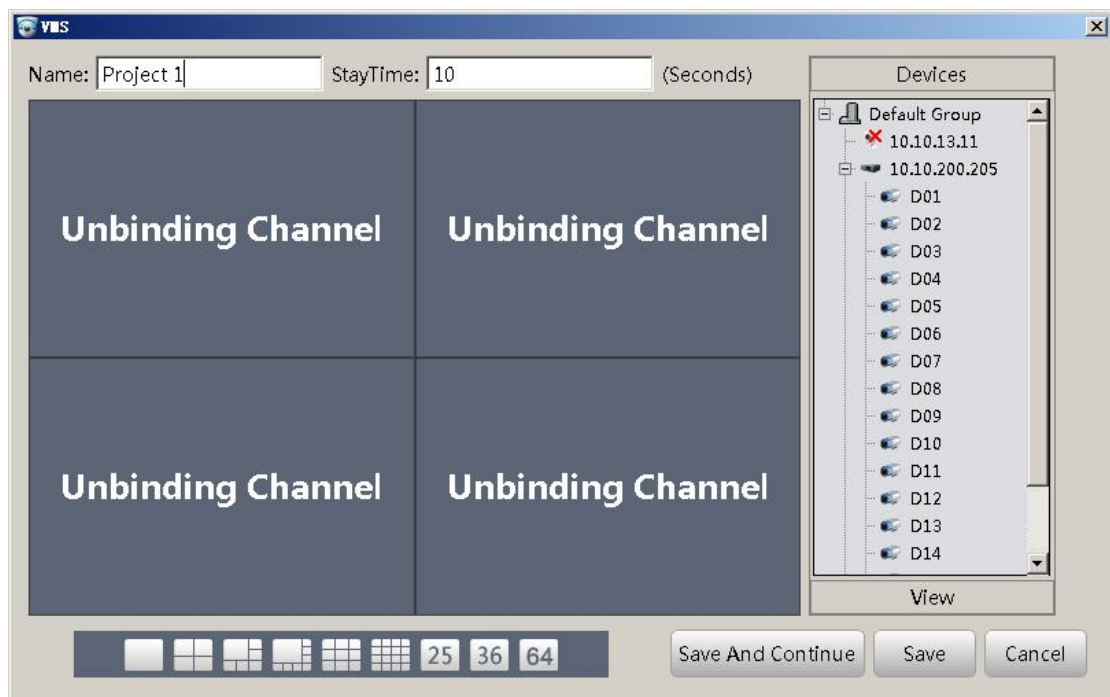 VMS
Name: Project 1 StayTime: 10 (Seconds)
Devices
Default Group
10.10.13.11
10.10.200.205
D01
D02
D03
D04
D05
D06
D07
D08
D09
D10
D11
D12
D13
D14
View
Unbinding Channel Unbinding Channel
Unbinding Channel Unbinding Channel
25 36 64
Save And Continue Save Cancel